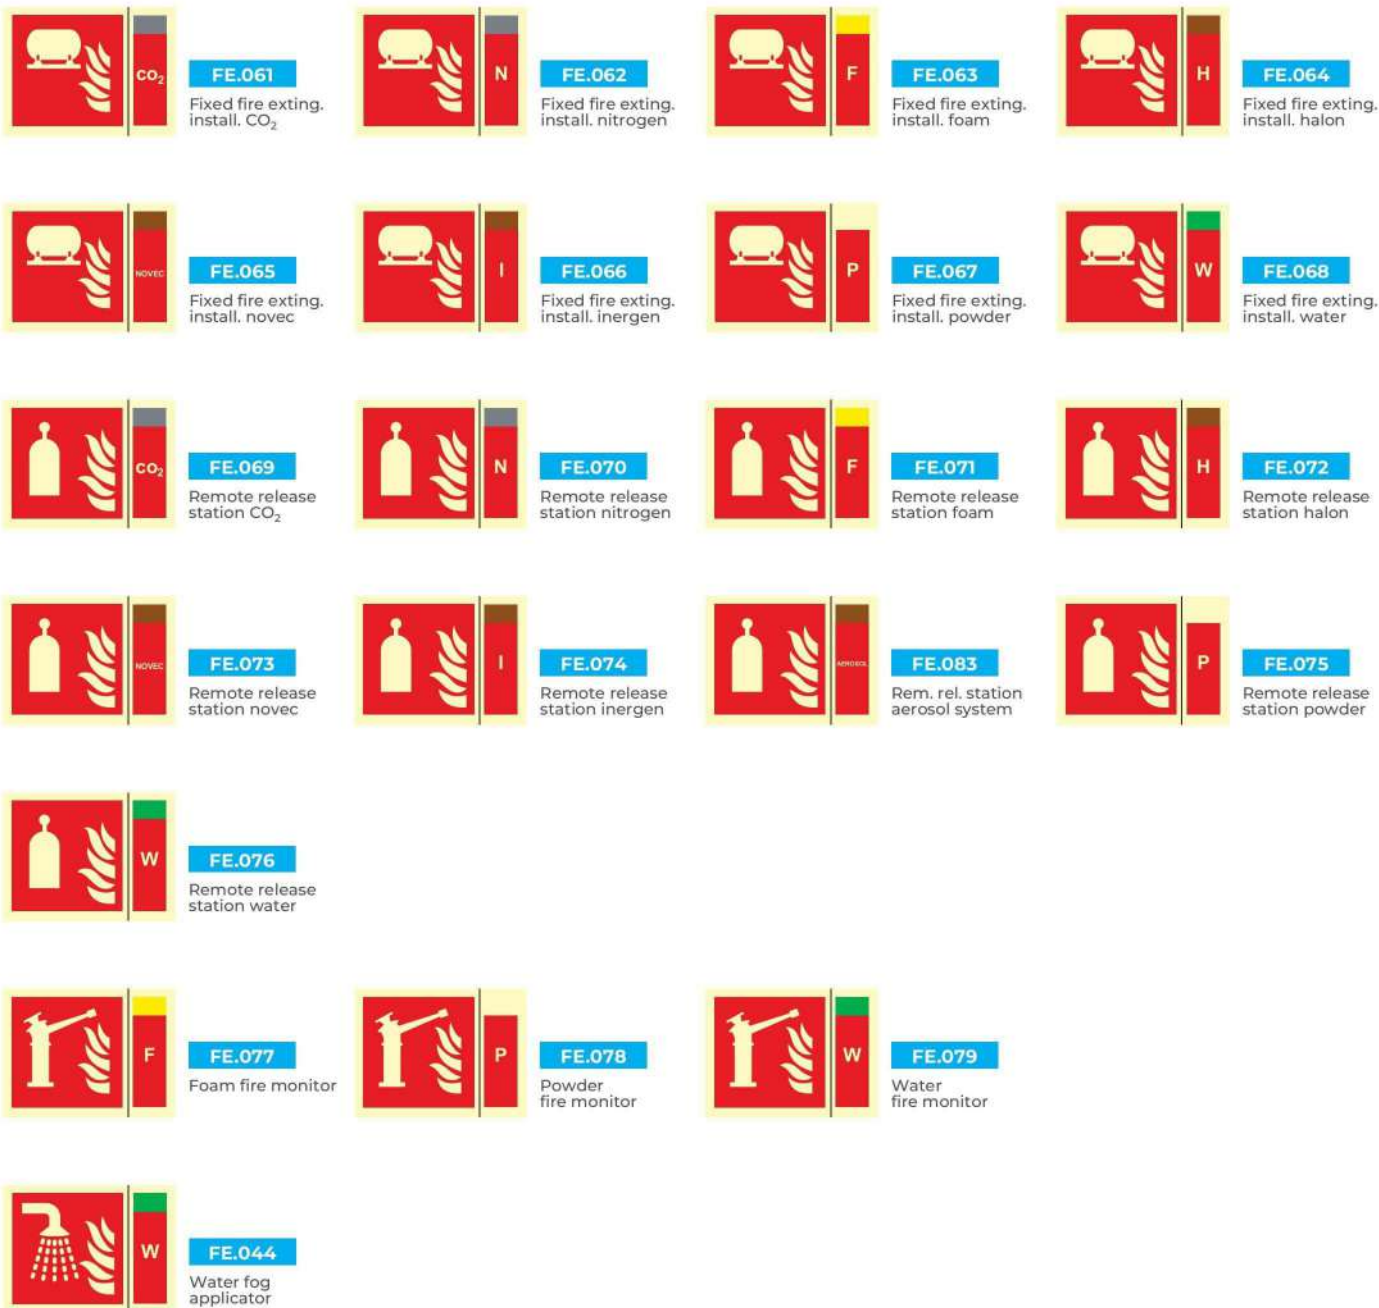 CO₂
FE.061
Fixed fire exting.
install. CO₂
N
FE.062
Fixed fire exting.
install. nitrogen
F
FE.063
Fixed fire exting.
install. foam
H
FE.064
Fixed fire exting.
install. halon
NOVEC
FE.065
Fixed fire exting.
install. novec
I
FE.066
Fixed fire exting.
install. inergen
P
FE.067
Fixed fire exting.
install. powder
W
FE.068
Fixed fire exting.
install. water
CO₂
FE.069
Remote release
station CO₂
N
FE.070
Remote release
station nitrogen
F
FE.071
Remote release
station foam
H
FE.072
Remote release
station halon
NOVEC
FE.073
Remote release
station novec
I
FE.074
Remote release
station inergen
AEROSOL
FE.083
Rem. rel. station
aerosol system
P
FE.075
Remote release
station powder
W
FE.076
Remote release
station water
F
FE.077
Foam fire monitor
P
FE.078
Powder
fire monitor
W
FE.079
Water
fire monitor
W
FE.044
Water fog
applicator